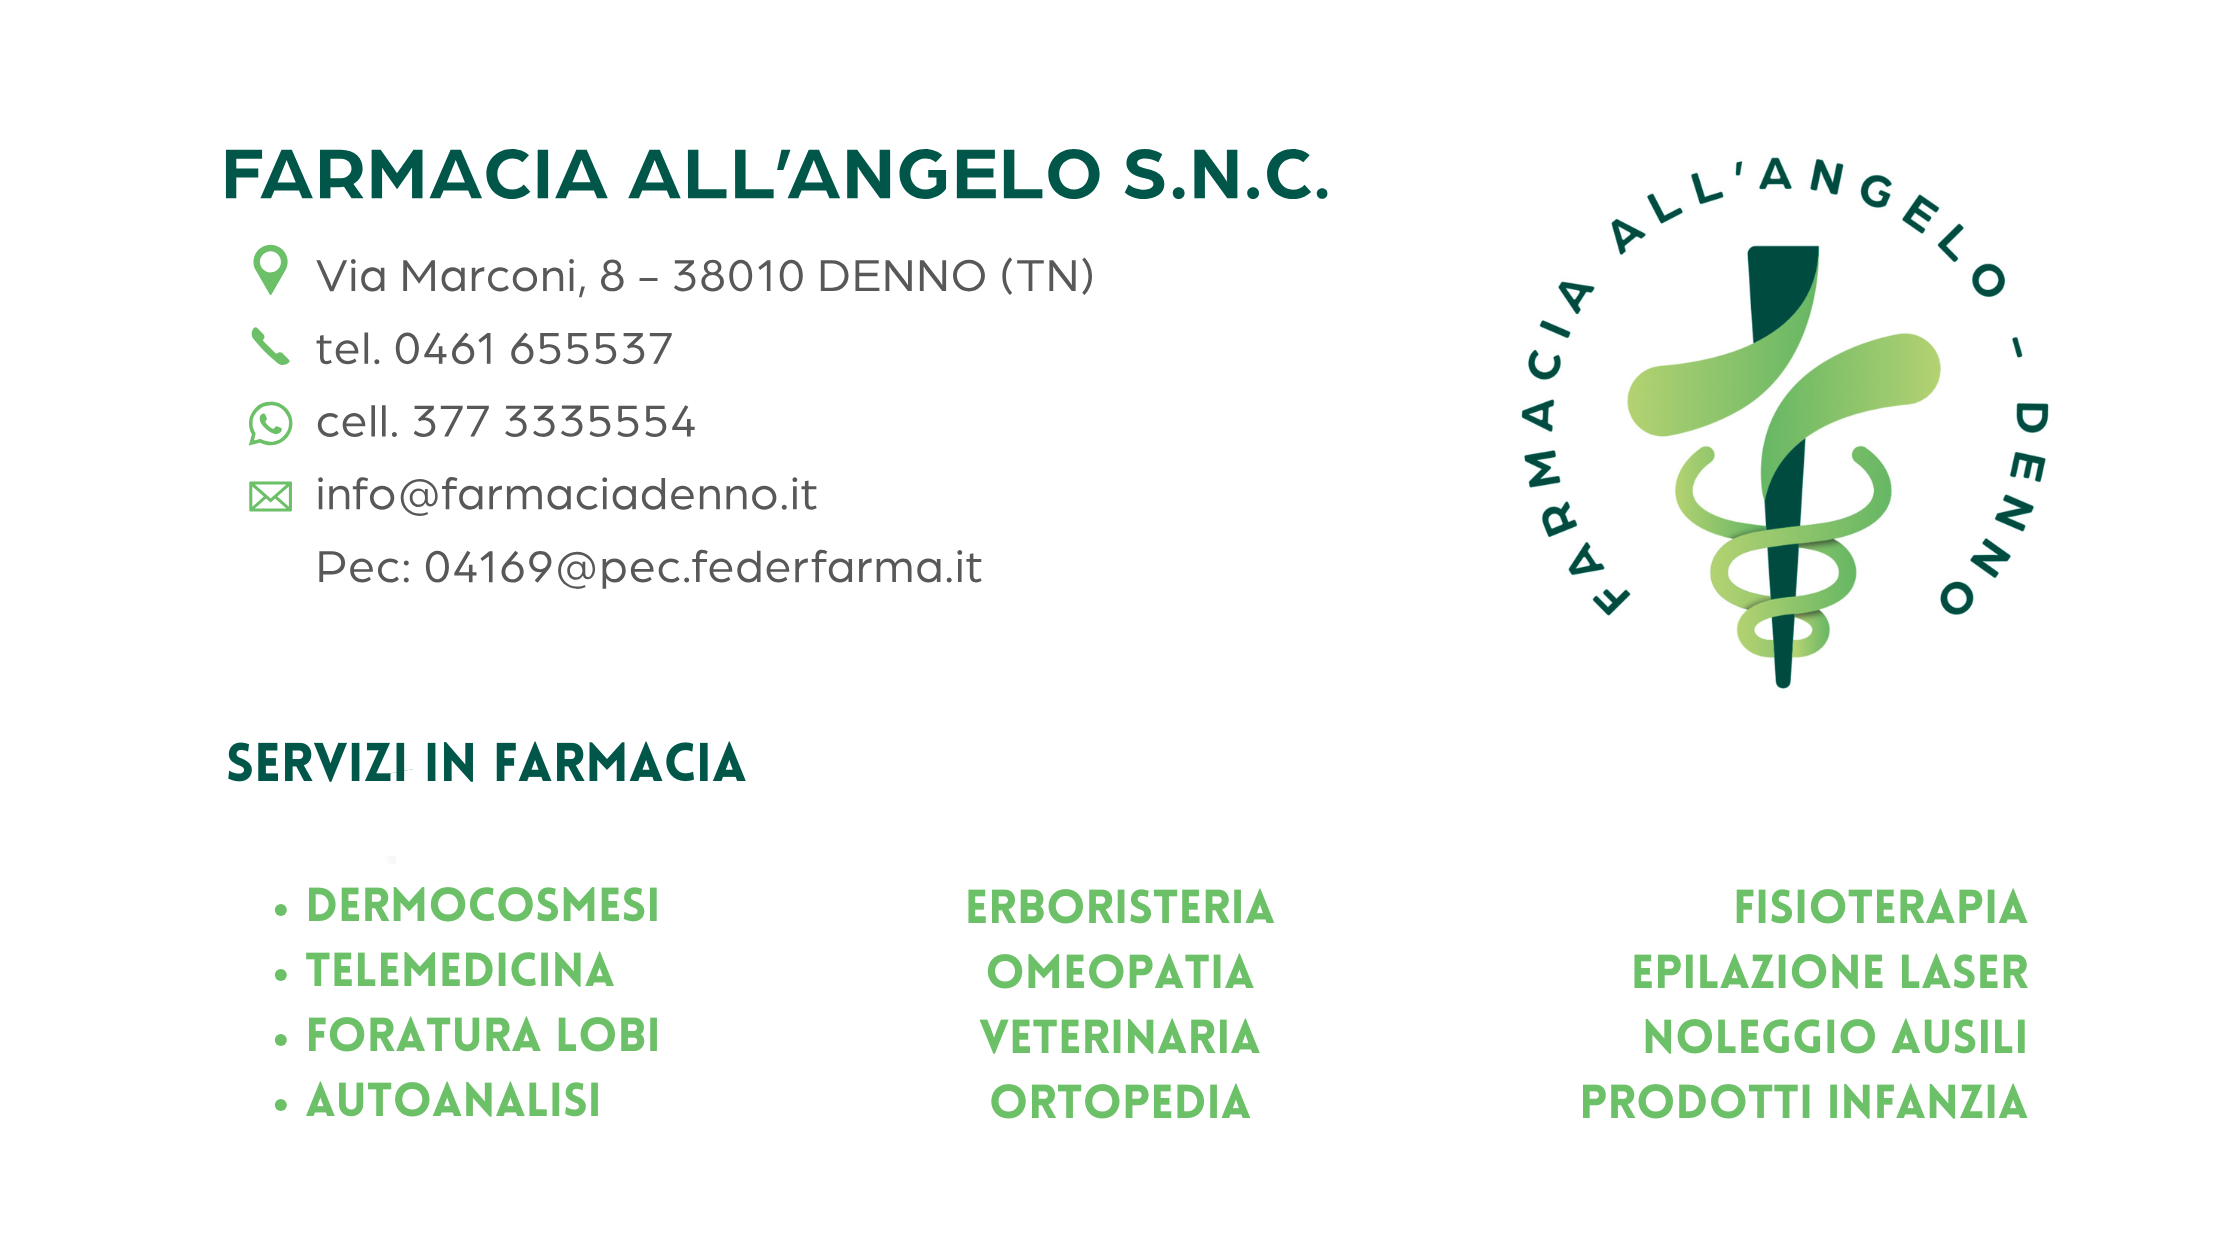 FARMACIA ALL'ANGELO S.N.C.
Via Marconi, 8 – 38010 DENNO (TN)
tel. 0461 655537
cell. 377 3335554
info@farmaciadenno.it
Pec: 04169@pec.federfarma.it
FARMACIA ALL'ANGELO - DENNO
SERVIZI IN FARMACIA
• DERMOCOSMESI
• TELEMEDICINA
• FORATURA LOBI
• AUTOANALISI
ERBORISTERIA
OMEOPATIA
VETERINARIA
ORTOPEDIA
FISIOTERAPIA
EPILAZIONE LASER
NOLEGGIO AUSILI
PRODOTTI INFANZIA